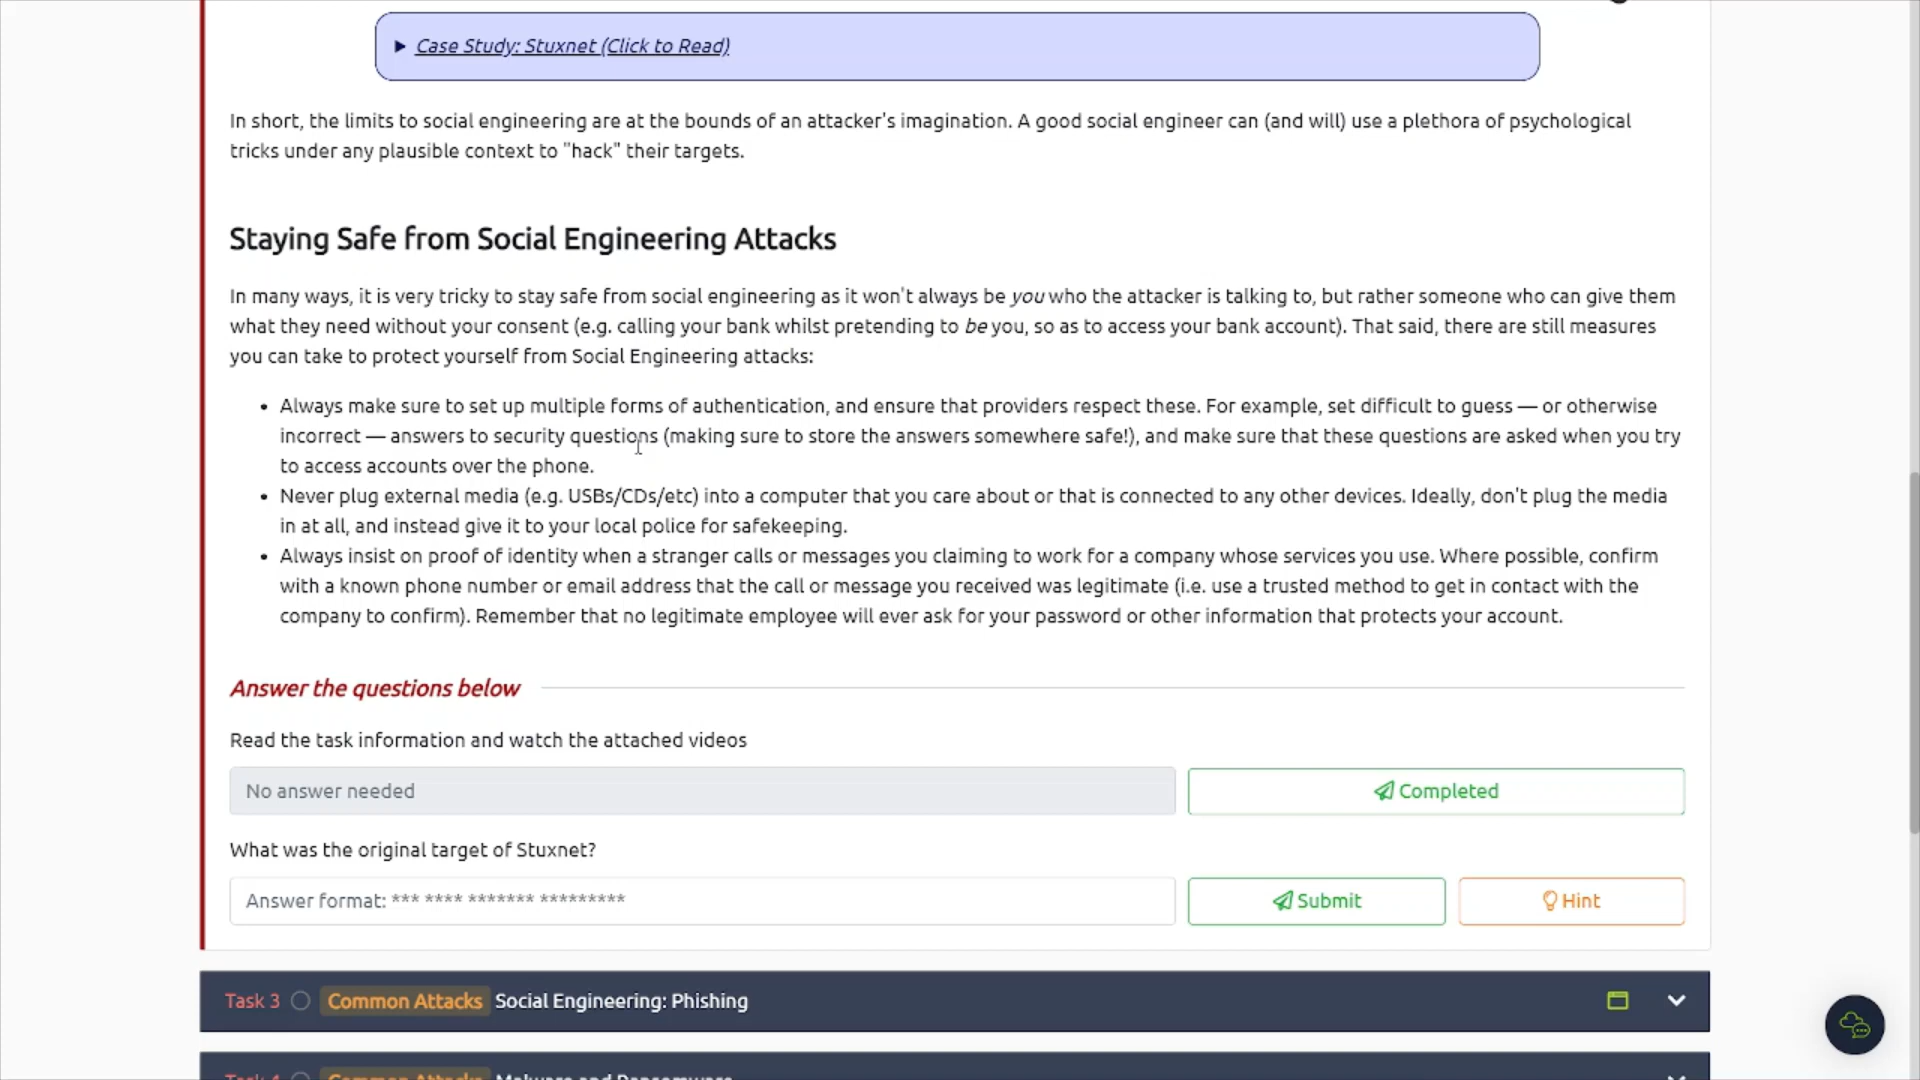 Case Study: Stuxnet (Click to Read)
In short, the limits to social engineering are at the bounds of an attacker's imagination. A good social engineer can (and will) use a plethora of psychological
tricks under any plausible context to "hack" their targets.
Staying Safe from Social Engineering Attacks
In many ways, it is very tricky to stay safe from social engineering as it won't always be you who the attacker is talking to, but rather someone who can give them
what they need without your consent (e.g. calling your bank whilst pretending to be you, so as to access your bank account). That said, there are still measures
you can take to protect yourself from Social Engineering attacks:
• Always make sure to set up multiple forms of authentication, and ensure that providers respect these. For example, set difficult to guess — or otherwise
incorrect — answers to security questions (making sure to store the answers somewhere safe!), and make sure that these questions are asked when you try
to access accounts over the phone.
• Never plug external media (e.g. USBs/CDs/etc) into a computer that you care about or that is connected to any other devices. Ideally, don't plug the media
in at all, and instead give it to your local police for safekeeping.
• Always insist on proof of identity when a stranger calls or messages you claiming to work for a company whose services you use. Where possible, confirm
with a known phone number or email address that the call or message you received was legitimate (i.e. use a trusted method to get in contact with the
company to confirm). Remember that no legitimate employee will ever ask for your password or other information that protects your account.
Answer the questions below
Read the task information and watch the attached videos
No answer needed
Completed
What was the original target of Stuxnet?
Answer format: *** **** ******* *********
Submit
Hint
Task 3 Common Attacks Social Engineering: Phishing
Task 4 Common Attacks Malware and Ransomware